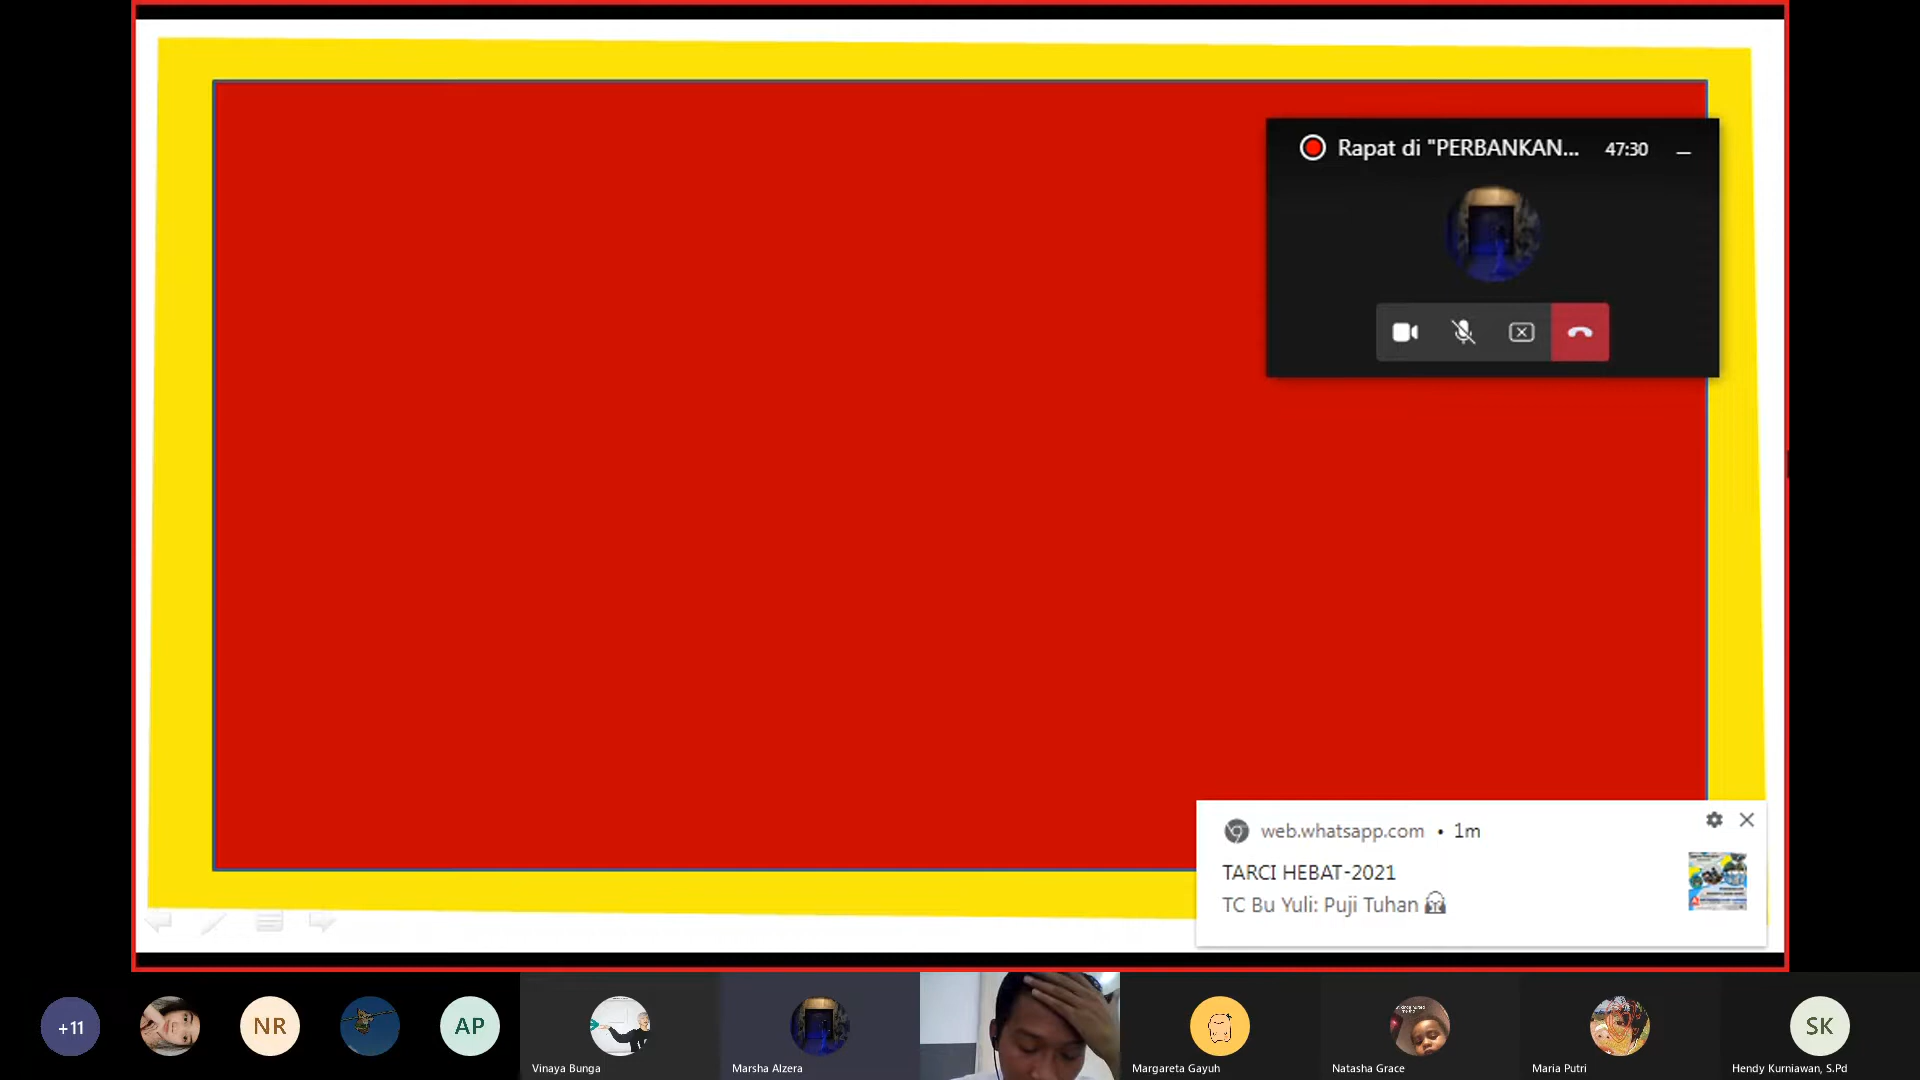 Rapat di "PERBANKAN... 47:30
web.whatsapp.com • 1m
TARCI HEBAT-2021
TC Bu Yuli: Puji Tuhan
+11
NR
AP
SK
Vinaya Bunga
Marsha Alzera
Margareta Gayuh
Natasha Grace
Maria Putri
Hendy Kurniawan, S.Pd